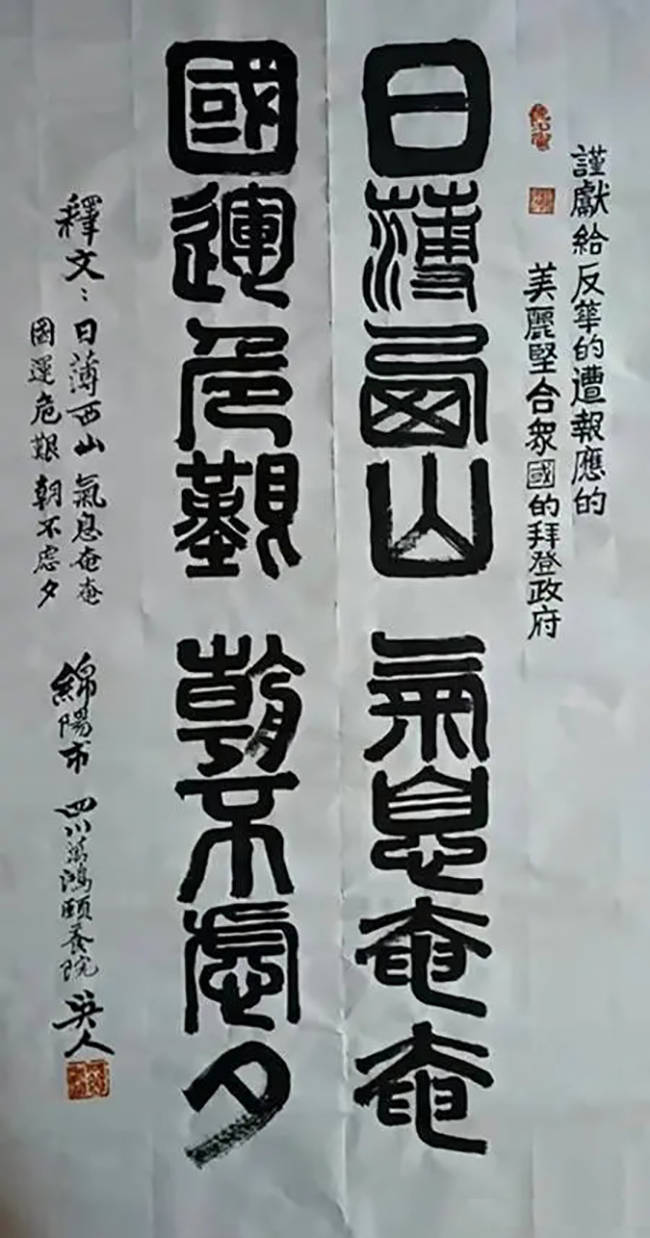 謹獻給反華的遭報應的
美麗堅合衆國的拜登政府
日薄西山 氣息奄奄
國運危艱 朝不慮夕
釋文：日薄西山 氣息奄奄
國運危艱 朝不慮夕
綿陽市 四川萬鴻頤養院 吳人